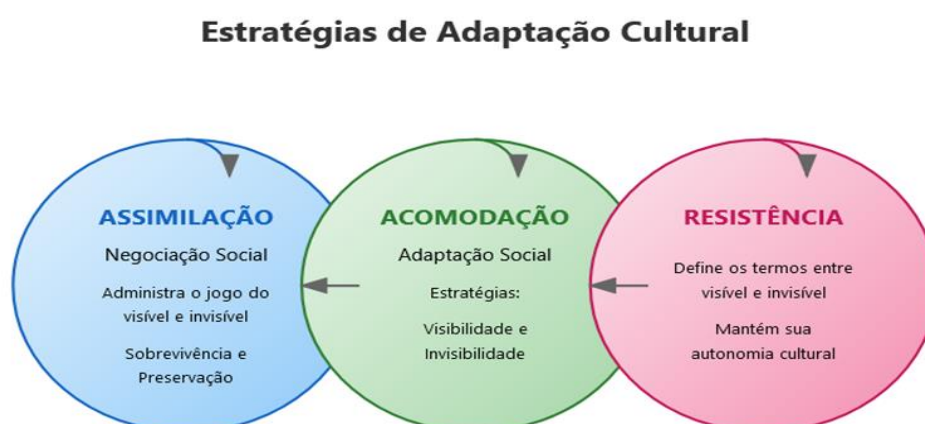 Estratégias de Adaptação Cultural
ASSIMILAÇÃO
Negociação Social
Administra o jogo do
visível e invisível
Sobrevivência e
Preservação
ACOMODAÇÃO
Adaptação Social
Estratégias:
Visibilidade e
Invisibilidade
RESISTÊNCIA
Define os termos entre
visível e invisível
Mantém sua
autonomia cultural